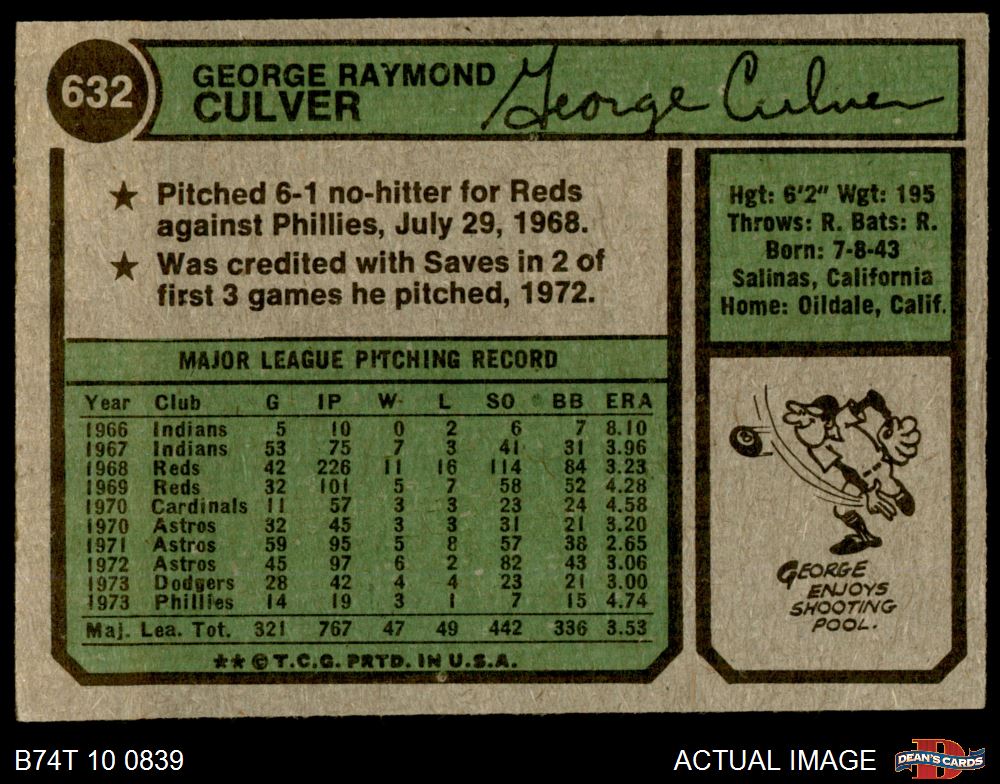 632
GEORGE RAYMOND
CULVER
George Culver
★ Pitched 6-1 no-hitter for Reds
against Phillies, July 29, 1968.
★ Was credited with Saves in 2 of
first 3 games he pitched, 1972.
Hgt: 6'2" Wgt: 195
Throws: R. Bats: R.
Born: 7-8-43
Salinas, California
Home: Oildale, Calif.
MAJOR LEAGUE PITCHING RECORD
Year Club G IP W L SO BB ERA
1966 Indians 5 10 0 2 6 7 8.10
1967 Indians 53 75 7 3 41 31 3.96
1968 Reds 42 226 11 16 114 84 3.23
1969 Reds 32 101 5 7 58 52 4.28
1970 Cardinals 11 57 3 3 23 24 4.58
1970 Astros 32 45 3 3 31 21 3.20
1971 Astros 59 95 5 8 57 38 2.65
1972 Astros 45 97 6 2 82 43 3.06
1973 Dodgers 28 42 4 4 23 21 3.00
1973 Phillies 14 19 3 1 7 15 4.74
Maj. Lea. Tot. 321 767 47 49 442 336 3.53
★★ © T.C.G. PRTD. IN U.S.A.
8
GEORGE
ENJOYS
SHOOTING
POOL.
B74T 10 0839
ACTUAL IMAGE
D
DEAN'S CARDS